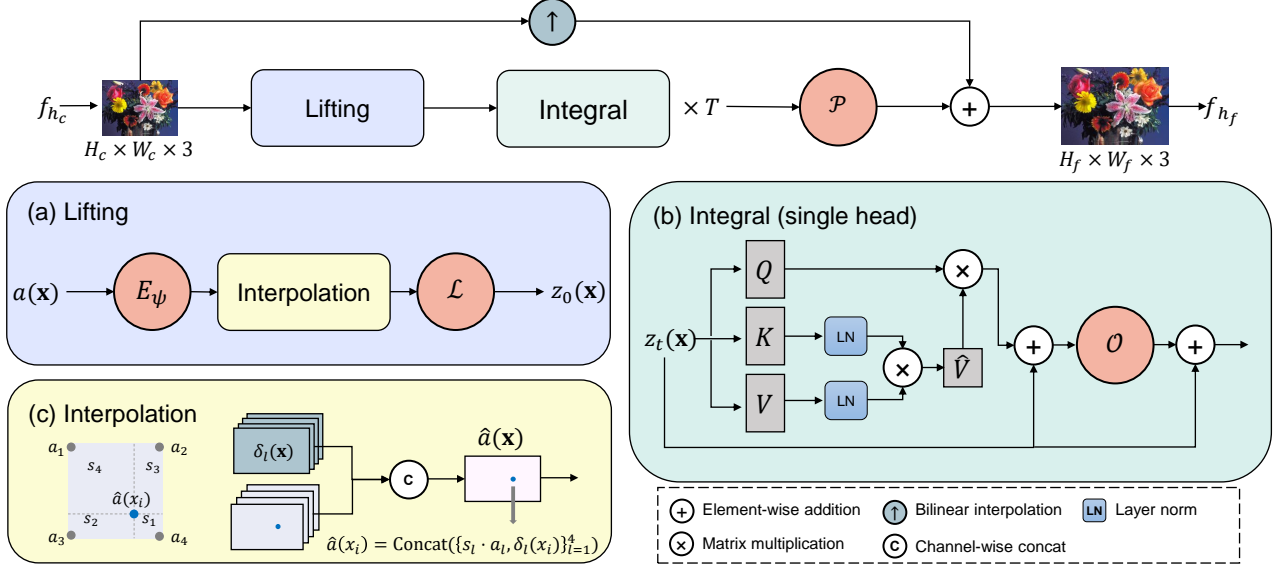 ↑
f_{h_c}
H_c × W_c × 3
Lifting
Integral
× T
𝒫
+
H_f × W_f × 3
f_{h_f}
(a) Lifting
a(𝐱)
E_ψ
Interpolation
ℒ
z_0(𝐱)
(b) Integral (single head)
z_t(𝐱)
Q
K
V
LN
LN
×
×
V̂
+
𝒪
+
(c) Interpolation
a_1
a_2
s_4
s_3
â(x_i)
s_2
s_1
a_3
a_4
δ_l(𝐱)
C
â(𝐱)
â(x_i) = Concat({s_l · a_l, δ_l(x_i)}_{l=1}^4)
+ Element-wise addition
↑ Bilinear interpolation
LN Layer norm
× Matrix multiplication
C Channel-wise concat